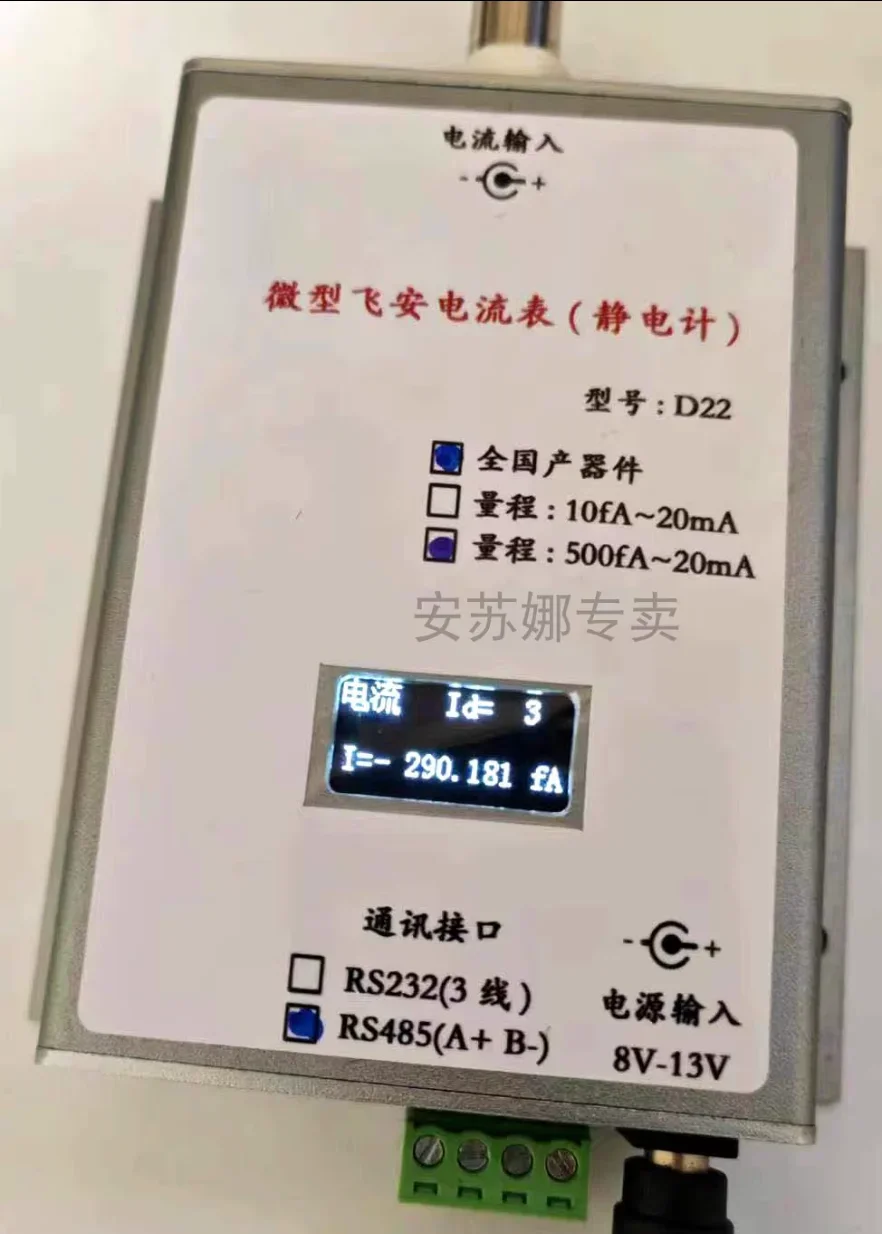 电流输入
- +
微型飞安电流表(静电计)
型号:D22
全国产器件
量程:10fA~20mA
量程:500fA~20mA
安苏娜专卖
电流 Id= 3
I=- 290.181 fA
通讯接口
RS232(3 线)
RS485(A+ B-)
- +
电源输入
8V-13V